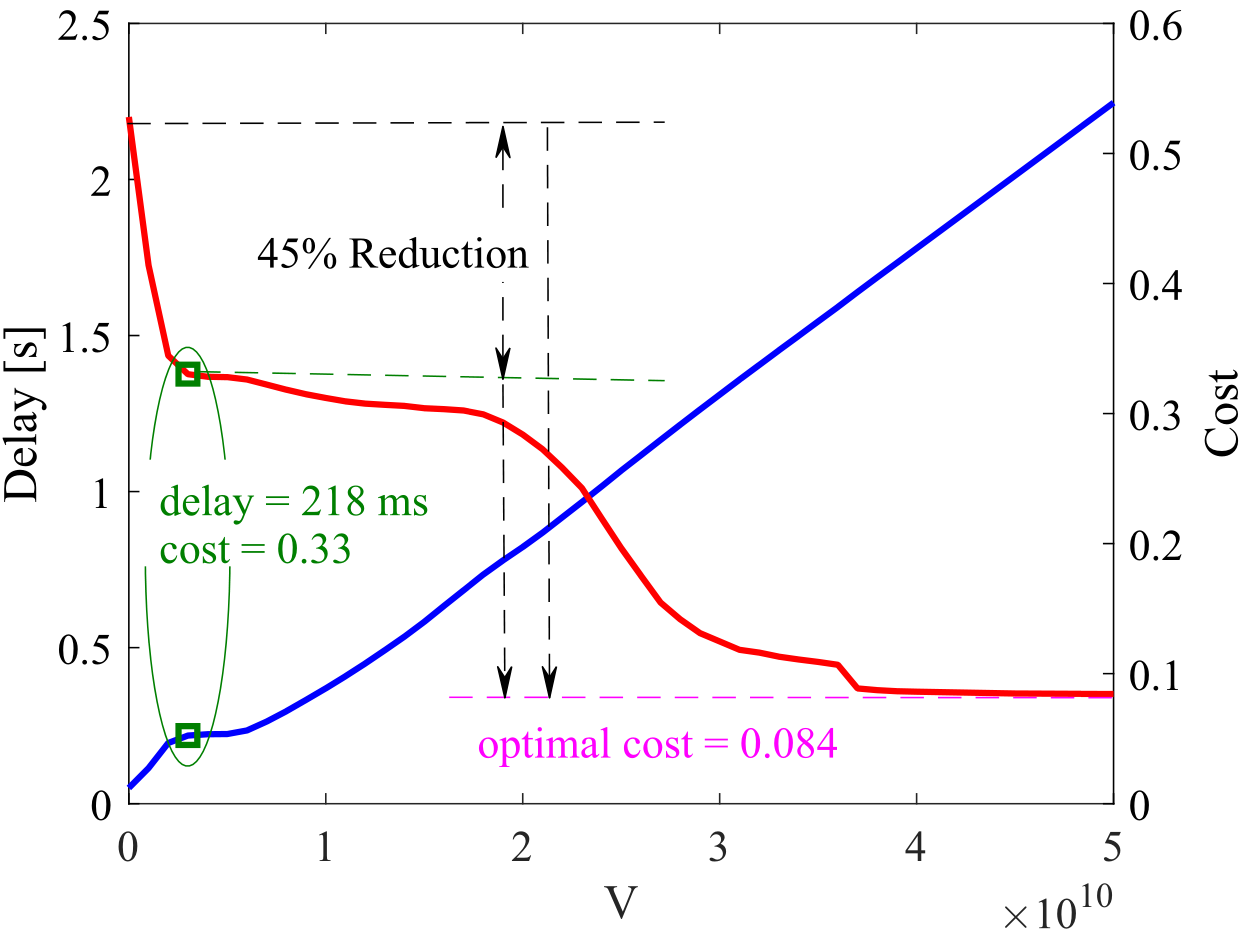 2.5
2
1.5
1
0.5
0
Delay [s]
0.6
0.5
0.4
0.3
0.2
0.1
0
Cost
45% Reduction
delay = 218 ms
cost = 0.33
optimal cost = 0.084
0 1 2 3 4 5
V
×10^10